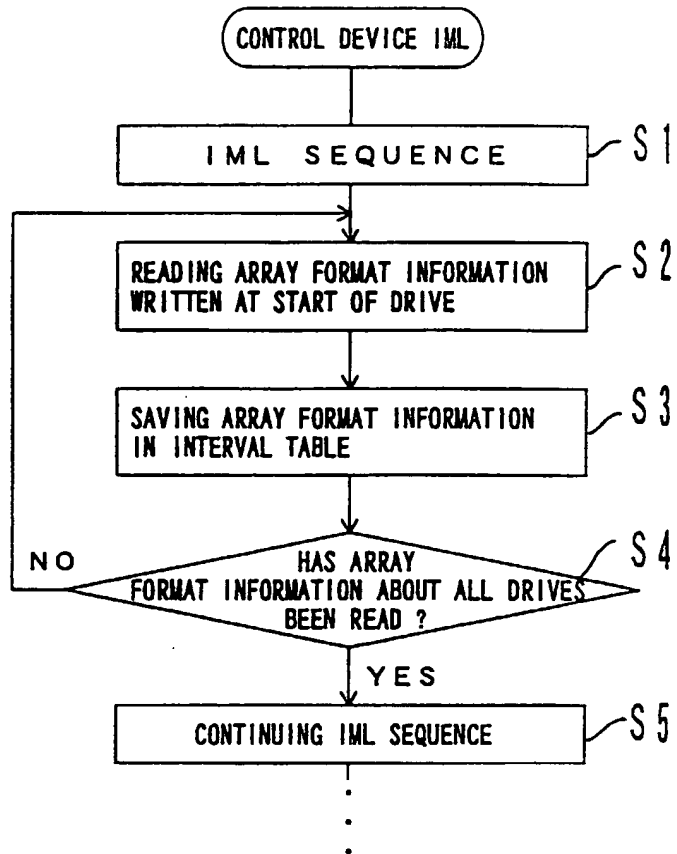 CONTROL DEVICE IML
IML SEQUENCE
S1
READING ARRAY FORMAT INFORMATION
WRITTEN AT START OF DRIVE
S2
SAVING ARRAY FORMAT INFORMATION
IN INTERVAL TABLE
S3
HAS ARRAY
FORMAT INFORMATION ABOUT ALL DRIVES
BEEN READ ?
S4
NO
YES
CONTINUING IML SEQUENCE
S5